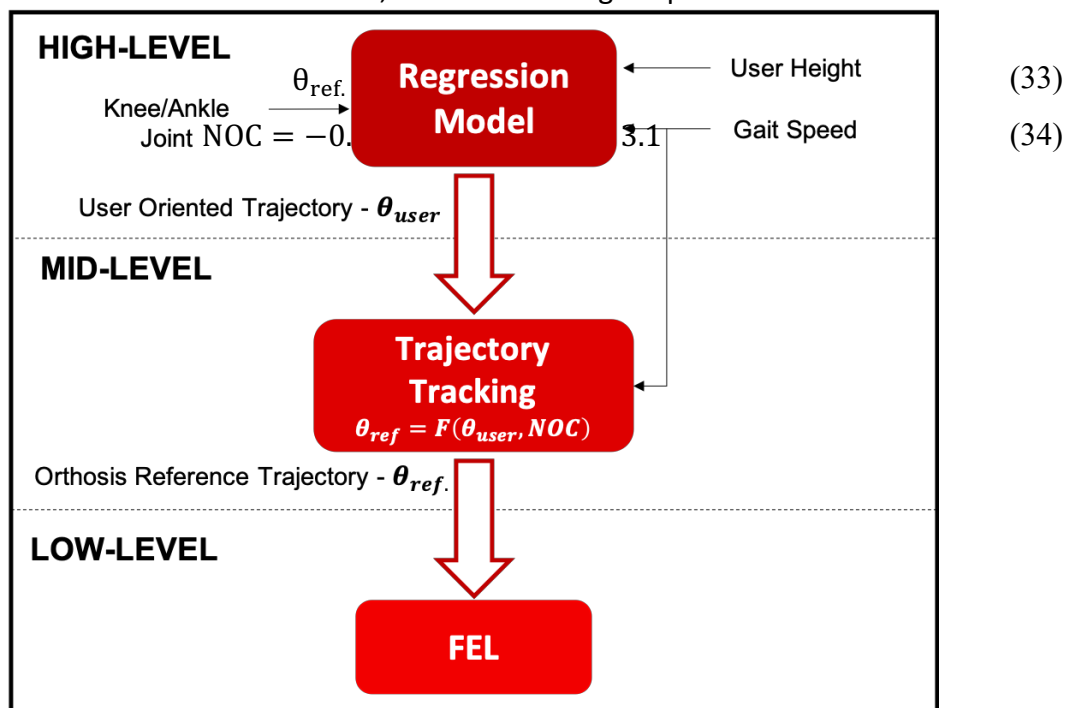 HIGH-LEVEL
Regression
Model
User Height
(33)
θref.
Knee/Ankle
Joint NOC = −0.
3.1
Gait Speed
(34)
User Oriented Trajectory - θuser
MID-LEVEL
Trajectory
Tracking
θref = F(θuser, NOC)
Orthosis Reference Trajectory - θref.
LOW-LEVEL
FEL